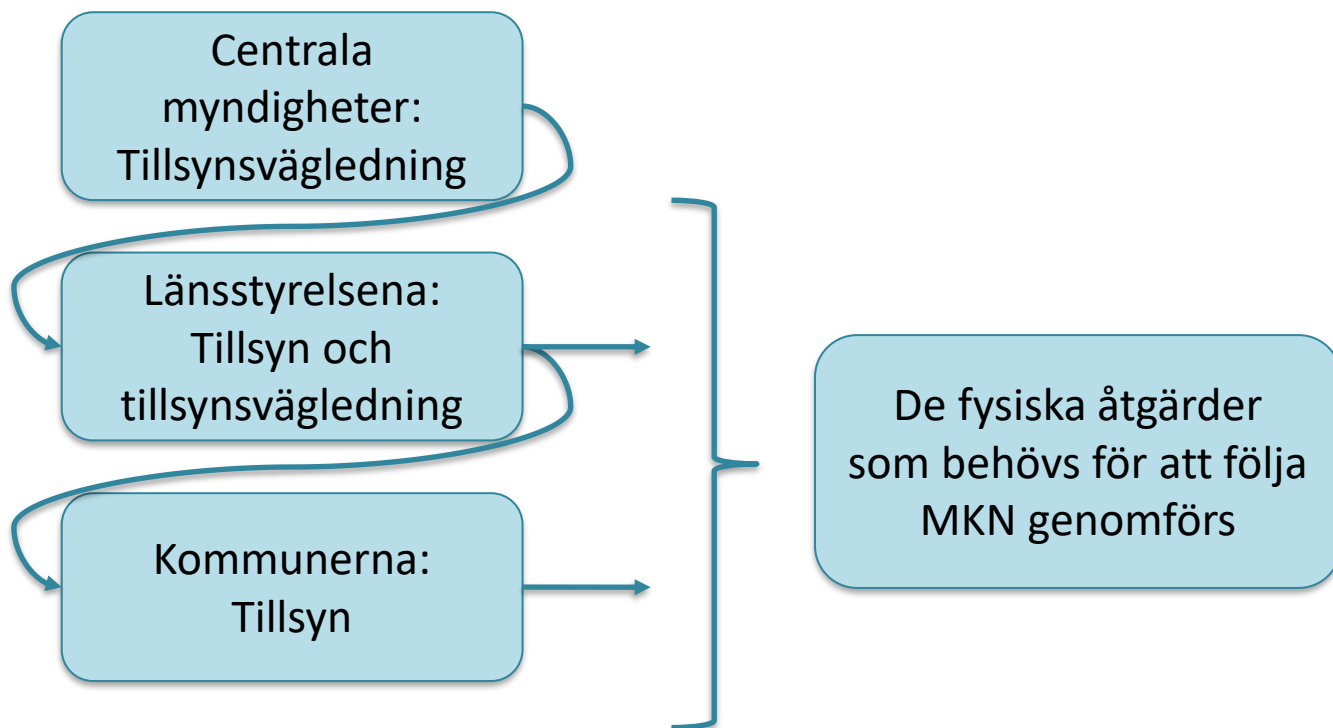 Centrala
myndigheter:
Tillsynsvägledning
Länsstyrelsena:
Tillsyn och
tillsynsvägledning
Kommunerna:
Tillsyn
De fysiska åtgärder
som behövs för att följa
MKN genomförs